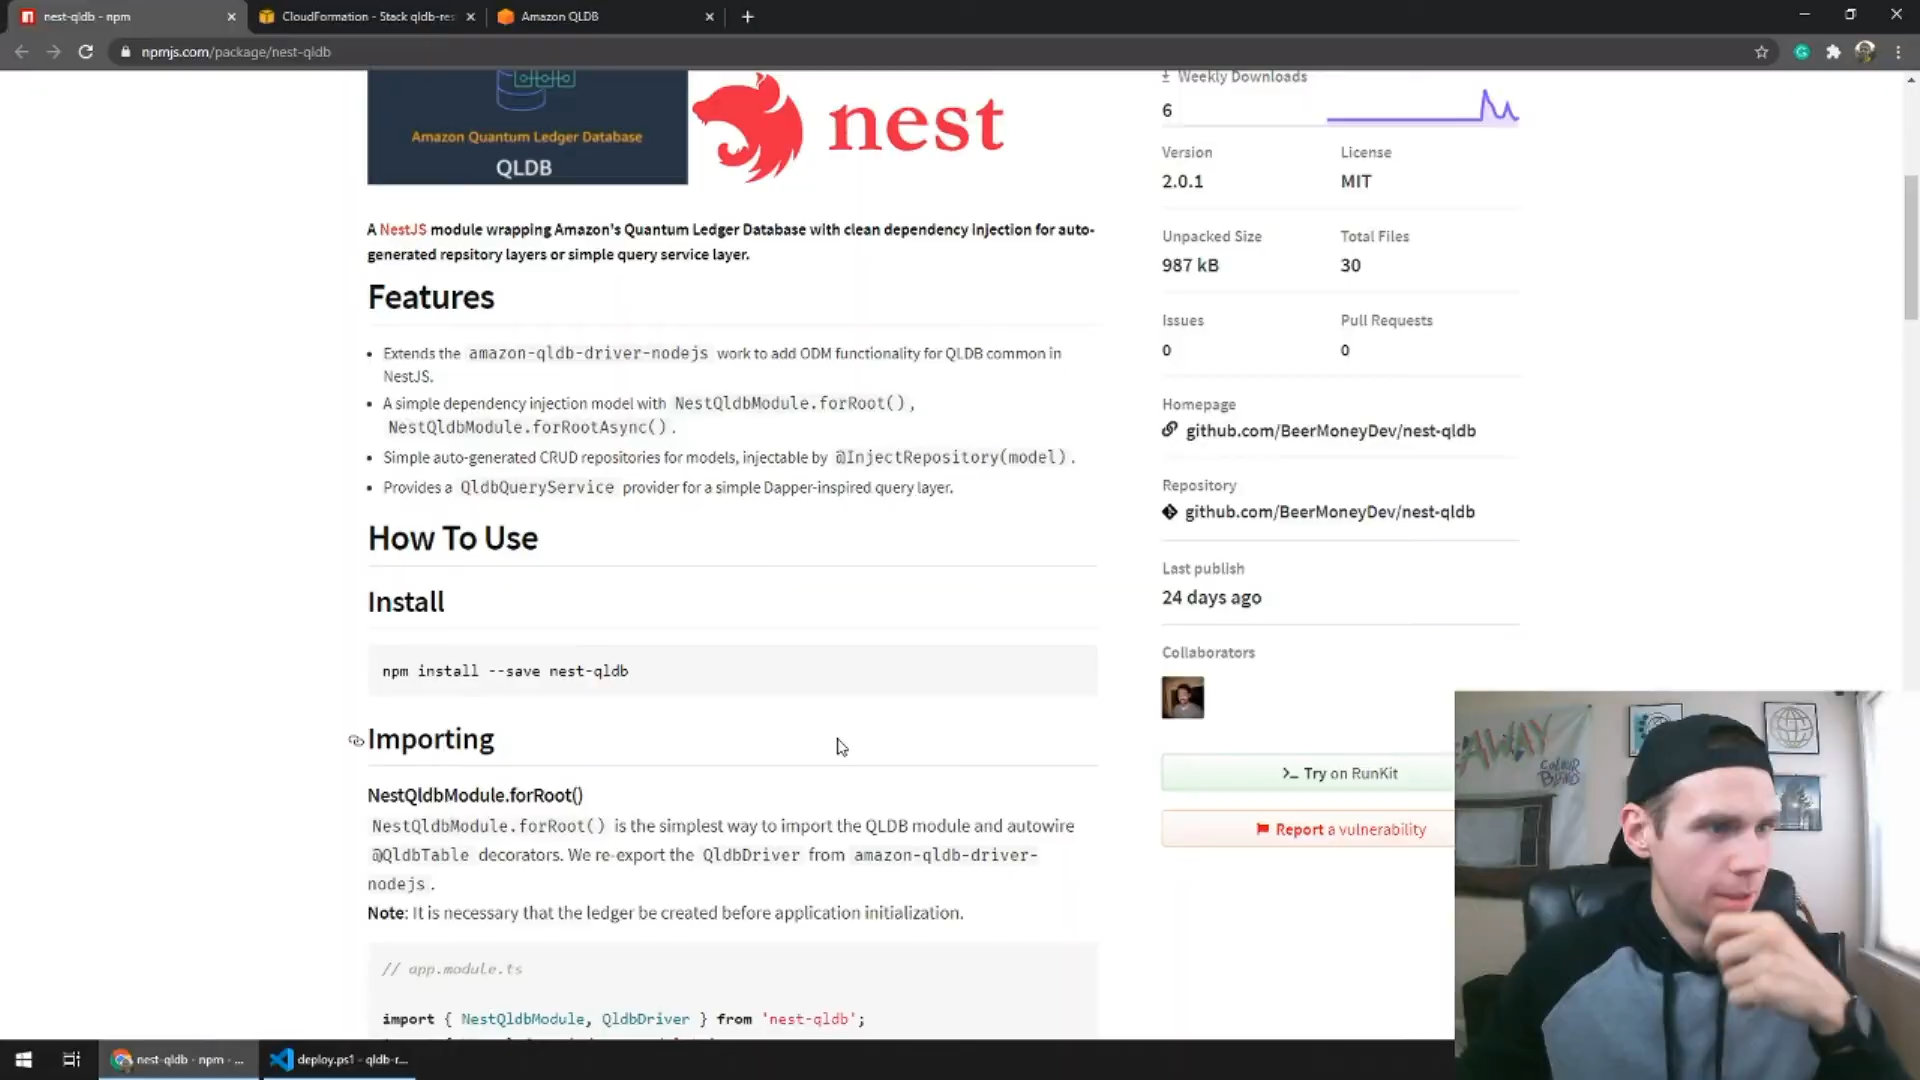 nest-qldb - npm
CloudFormation - Stack qldb-res
Amazon QLDB
npmjs.com/package/nest-qldb
Amazon Quantum Ledger Database
QLDB
nest
A NestJS module wrapping Amazon's Quantum Ledger Database with clean dependency injection for auto-
generated repsitory layers or simple query service layer.
Features
Extends the amazon-qldb-driver-nodejs work to add ODM functionality for QLDB common in
NestJS.
A simple dependency injection model with NestQldbModule.forRoot(),
NestQldbModule.forRootAsync().
Simple auto-generated CRUD repositories for models, injectable by @InjectRepository(model).
Provides a QldbQueryService provider for a simple Dapper-inspired query layer.
How To Use
Install
npm install --save nest-qldb
Importing
NestQldbModule.forRoot()
NestQldbModule.forRoot() is the simplest way to import the QLDB module and autowire
@QldbTable decorators. We re-export the QldbDriver from amazon-qldb-driver-
nodejs.
Note: It is necessary that the ledger be created before application initialization.
// app.module.ts
import { NestQldbModule, QldbDriver } from 'nest-qldb';
Weekly Downloads
6
Version
2.0.1
License
MIT
Unpacked Size
987 kB
Total Files
30
Issues
0
Pull Requests
0
Homepage
github.com/BeerMoneyDev/nest-qldb
Repository
github.com/BeerMoneyDev/nest-qldb
Last publish
24 days ago
Collaborators
>_ Try on RunKit
Report a vulnerability
AWAY
COLOUR
nest-qldb - npm - ...
deploy.ps1 - qldb-r...